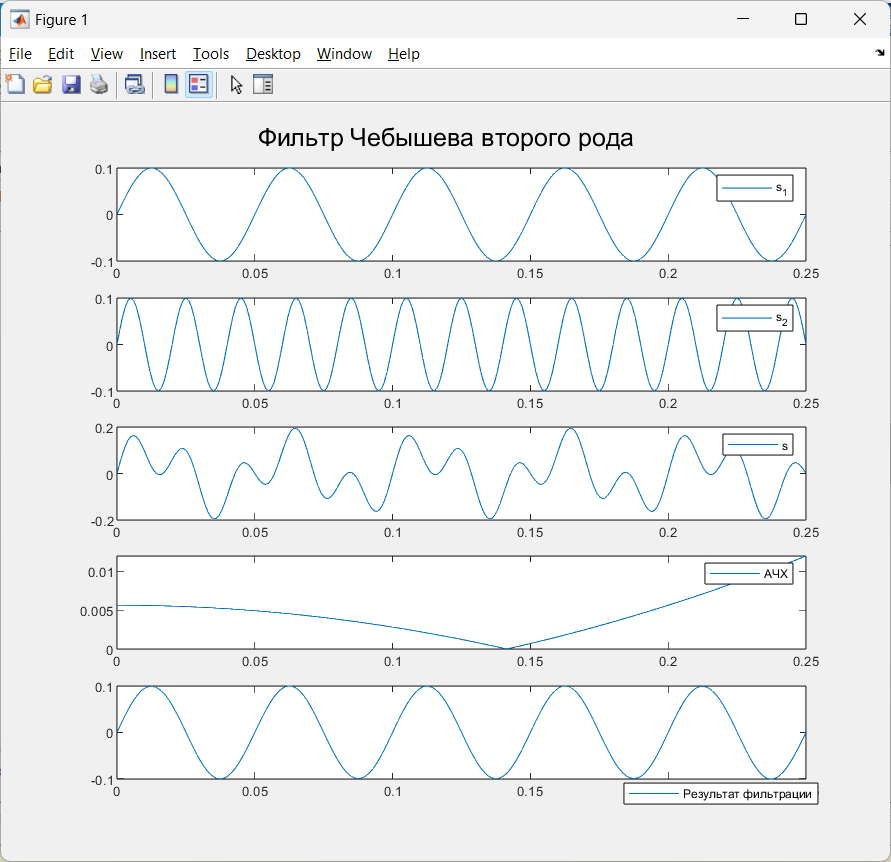 Figure 1
File Edit View Insert Tools Desktop Window Help
Фильтр Чебышева второго рода
0.1
0
-0.1
s1
0 0.05 0.1 0.15 0.2 0.25
0.1
0
-0.1
s2
0 0.05 0.1 0.15 0.2 0.25
0.2
0
-0.2
s
0 0.05 0.1 0.15 0.2 0.25
0.01
0.005
0
АЧХ
0 0.05 0.1 0.15 0.2 0.25
0.1
0
-0.1
0 0.05 0.1 0.15
Результат фильтрации